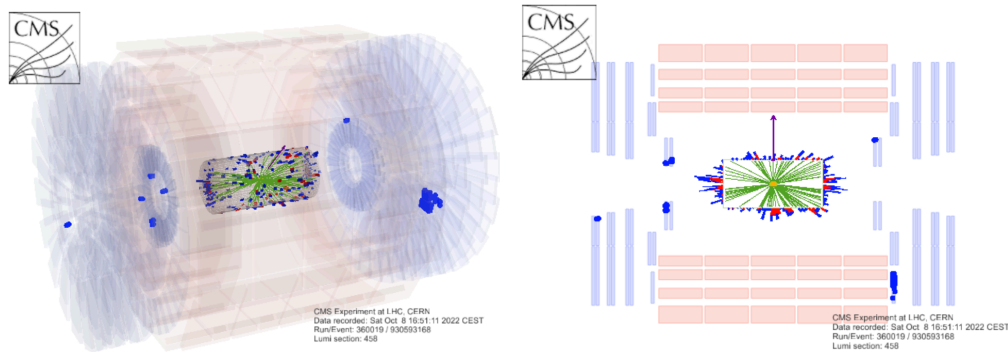 CMS
CMS
CMS Experiment at LHC, CERN
Data recorded: Sat Oct 8 16:51:11 2022 CEST
Run/Event: 360019 / 930593168
Lumi section: 458
CMS Experiment at LHC, CERN
Data recorded: Sat Oct 8 16:51:11 2022 CEST
Run/Event: 360019 / 930593168
Lumi section: 458